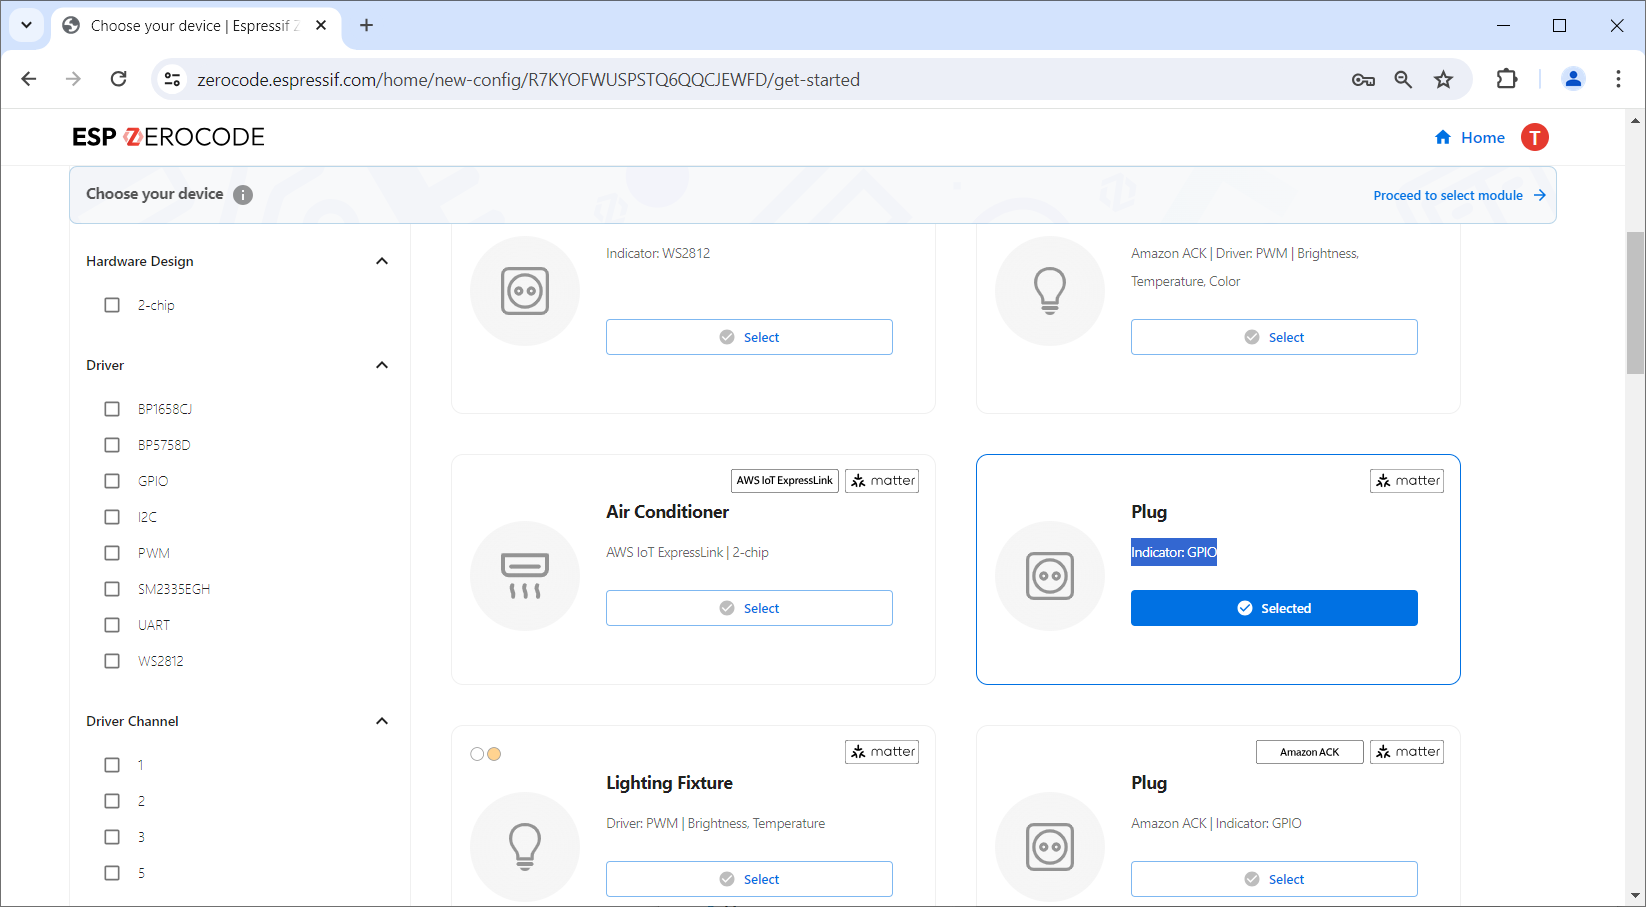 Choose your device | Espressif Z
zerocode.espressif.com/home/new-config/R7KYOFWUSPSTQ6QQCJEWFD/get-started
ESP ZEROCODE
Home
T
Choose your device
Proceed to select module
Hardware Design
2-chip
Driver
BP1658CJ
BP5758D
GPIO
I2C
PWM
SM2335EGH
UART
WS2812
Driver Channel
1
2
3
5
Indicator: WS2812
Select
Amazon ACK | Driver: PWM | Brightness,
Temperature, Color
Select
AWS IoT ExpressLink
matter
Air Conditioner
AWS IoT ExpressLink | 2-chip
Select
matter
Plug
Indicator: GPIO
Selected
matter
Lighting Fixture
Driver: PWM | Brightness, Temperature
Select
Amazon ACK
matter
Plug
Amazon ACK | Indicator: GPIO
Select